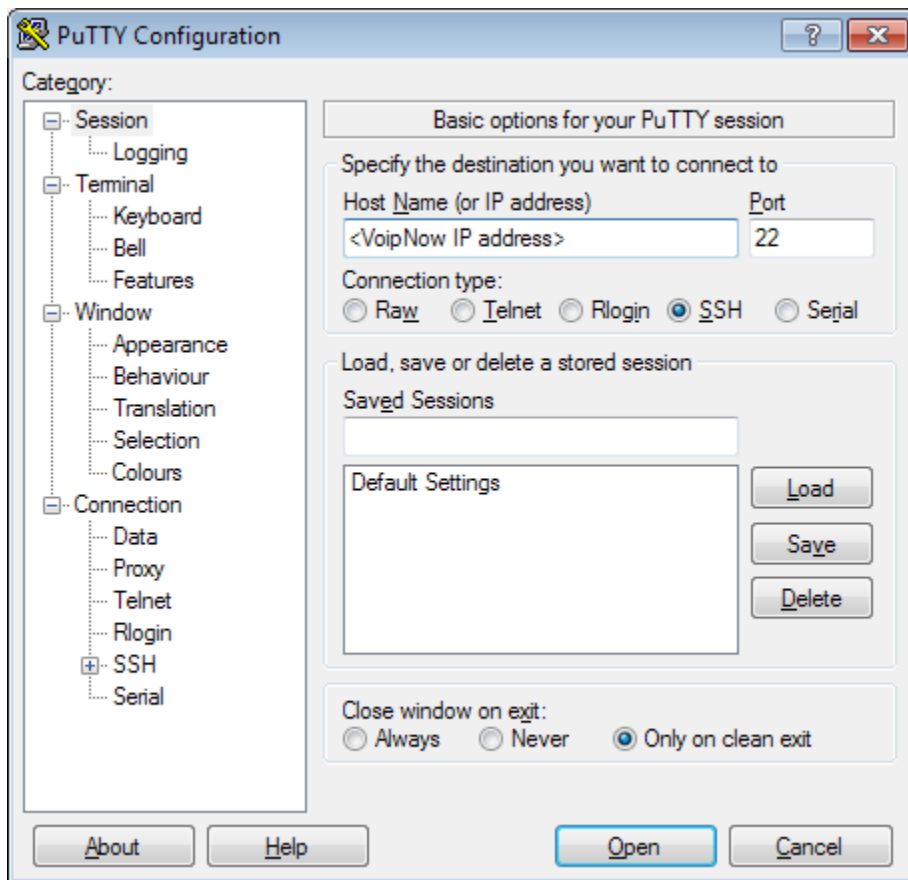 PuTTY Configuration
Category:
Session
Logging
Terminal
Keyboard
Bell
Features
Window
Appearance
Behaviour
Translation
Selection
Colours
Connection
Data
Proxy
Telnet
Rlogin
SSH
Serial
Basic options for your PuTTY session
Specify the destination you want to connect to
Host Name (or IP address) Port
<VoipNow IP address> 22
Connection type:
Raw Telnet Rlogin SSH Serial
Load, save or delete a stored session
Saved Sessions
Default Settings
Load
Save
Delete
Close window on exit:
Always Never Only on clean exit
About Help Open Cancel